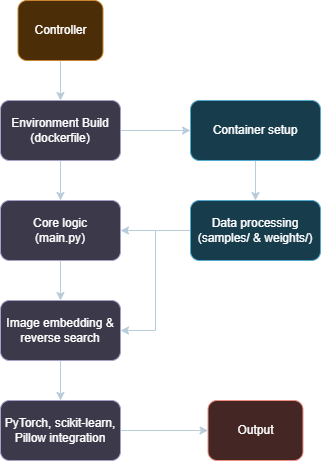 Controller
Environment Build
(dockerfile)
Container setup
Core logic
(main.py)
Data processing
(samples/ & weights/)
Image embedding &
reverse search
PyTorch, scikit-learn,
Pillow integration
Output